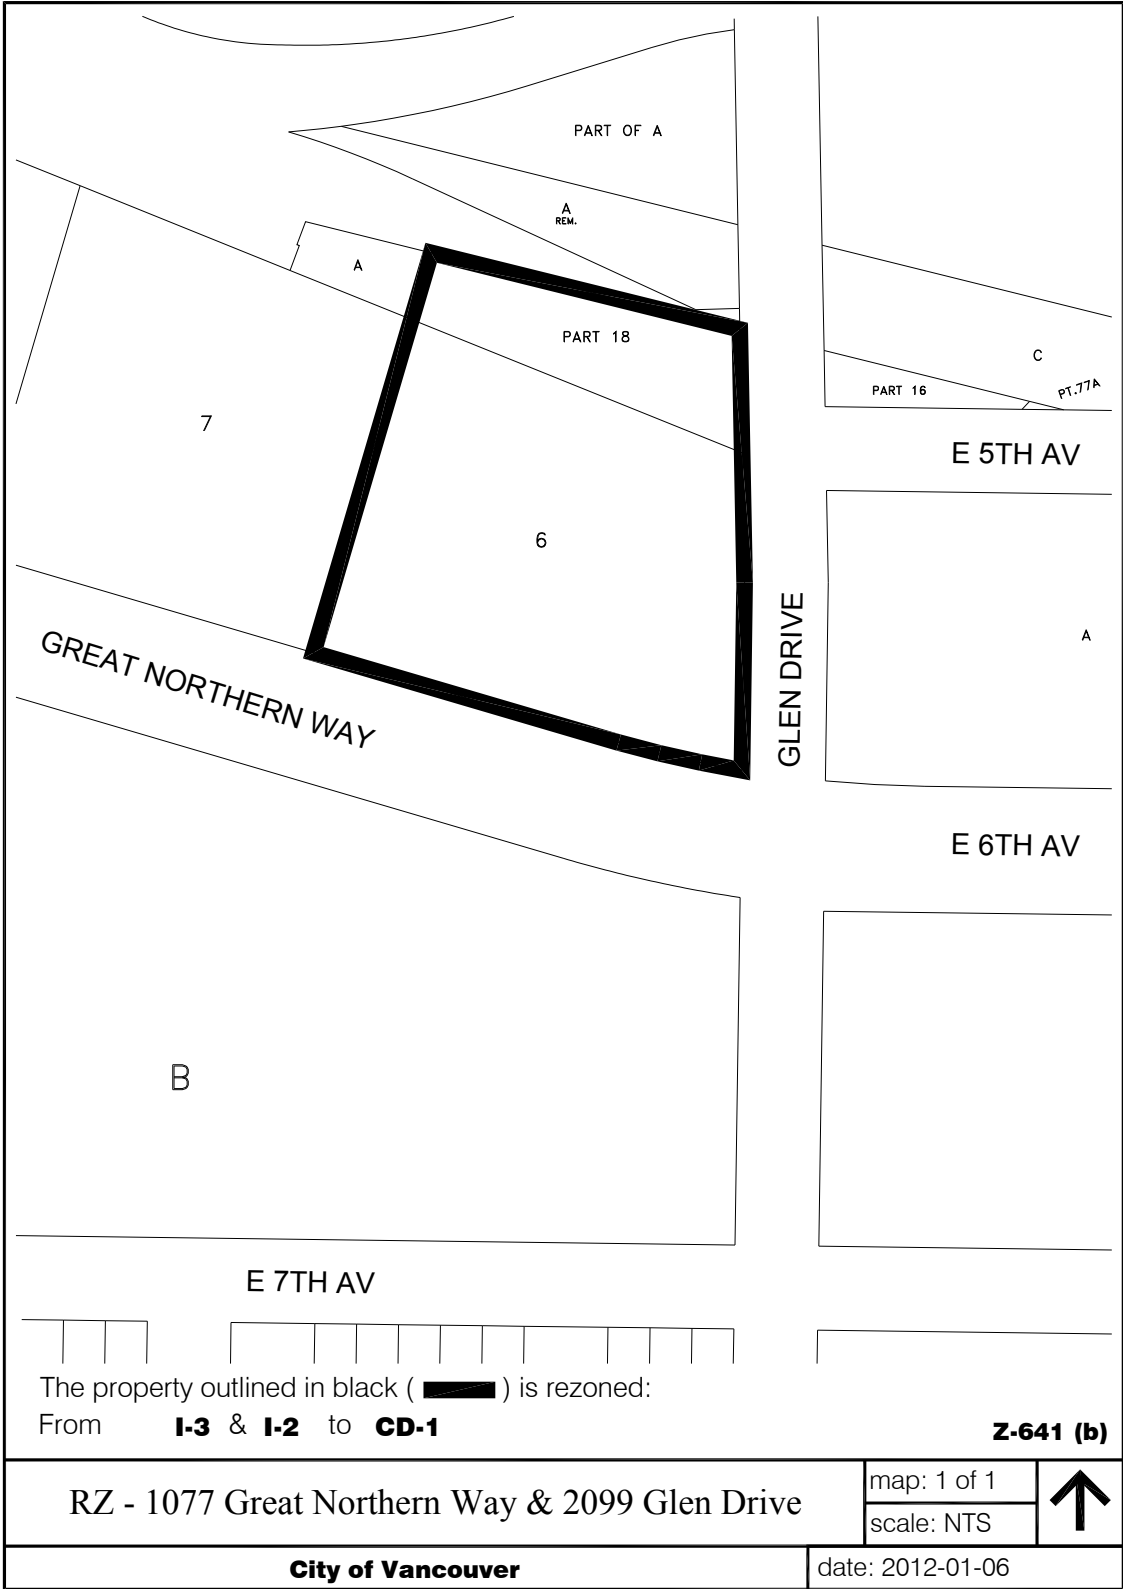 PART OF A
A
REM.
A
PART 18
C
PART 16
PT.77A
7
E 5TH AV
6
GLEN DRIVE
A
GREAT NORTHERN WAY
E 6TH AV
B
E 7TH AV
The property outlined in black ( ) is rezoned:
From I-3 & I-2 to CD-1
Z-641 (b)
RZ - 1077 Great Northern Way & 2099 Glen Drive
map: 1 of 1
scale: NTS
City of Vancouver
date: 2012-01-06